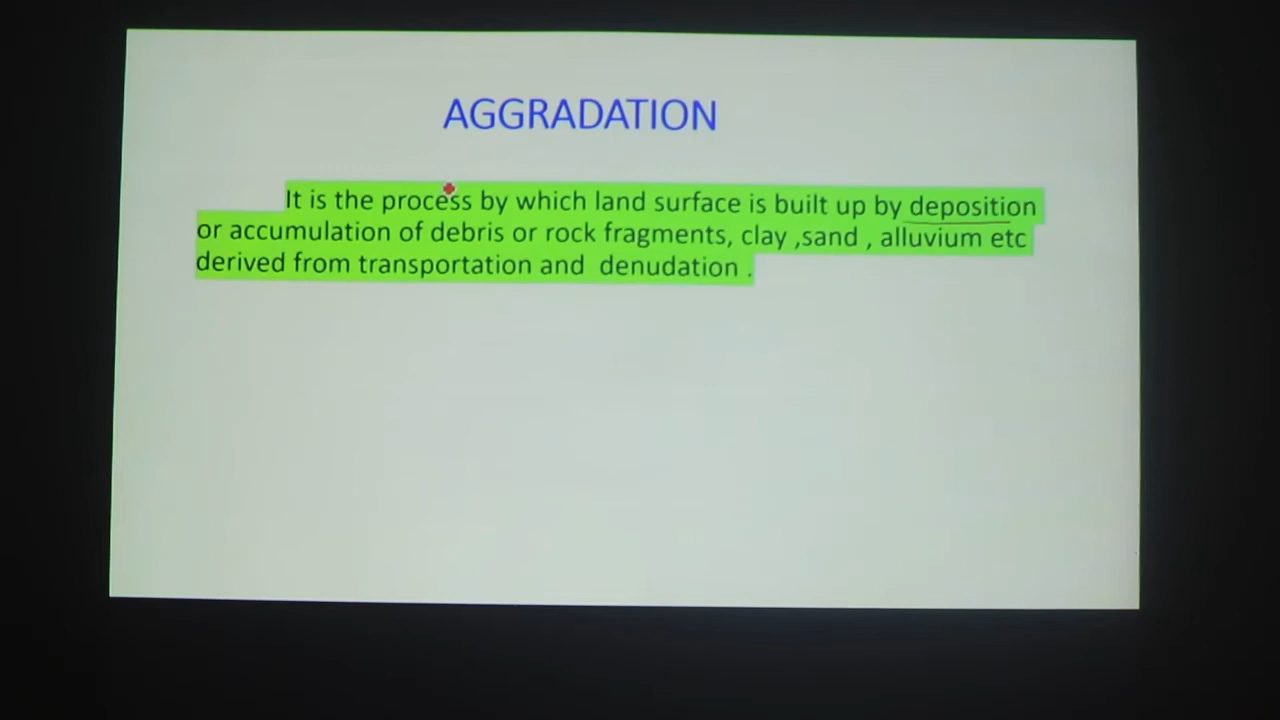 AGGRADATION
It is the process by which land surface is built up by deposition
or accumulation of debris or rock fragments, clay ,sand , alluvium etc
derived from transportation and  denudation .